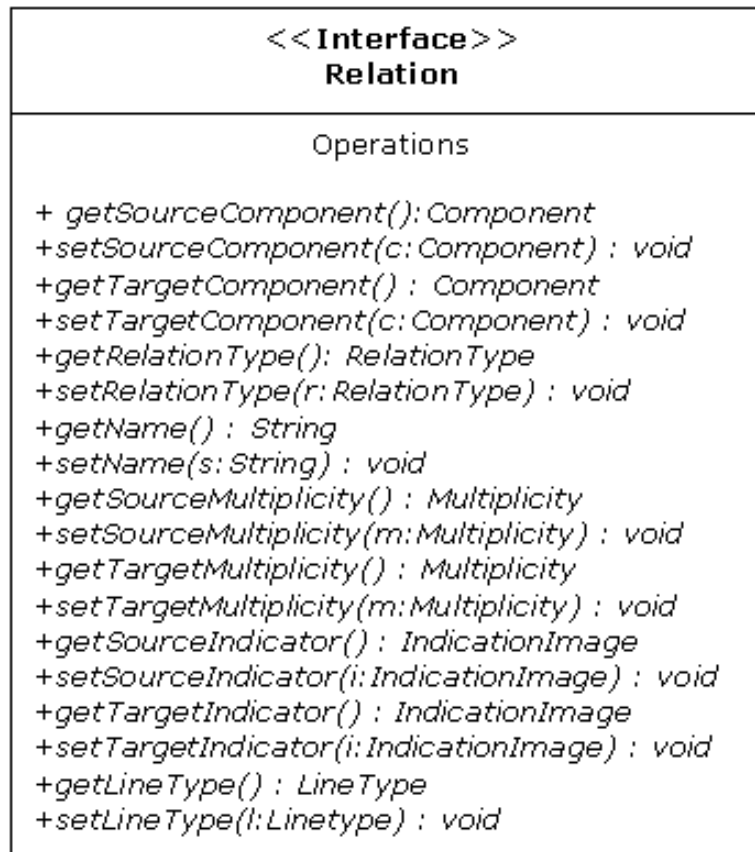 <<Interface>>
Relation
Operations
+ getSourceComponent():Component
+setSourceComponent(c:Component) : void
+getTargetComponent() : Component
+setTargetComponent(c:Component) : void
+getRelationType(): RelationType
+setRelationType(r:RelationType) : void
+getName() : String
+setName(s:String) : void
+getSourceMultiplicity() : Multiplicity
+setSourceMultiplicity(m:Multiplicity) : void
+getTargetMultiplicity() : Multiplicity
+setTargetMultiplicity(m:Multiplicity) : void
+getSourceIndicator() : IndicationImage
+setSourceIndicator(i:IndicationImage) : void
+getTargetIndicator() : IndicationImage
+setTargetIndicator(i:IndicationImage) : void
+getLineType() : LineType
+setLineType(l:Linetype) : void